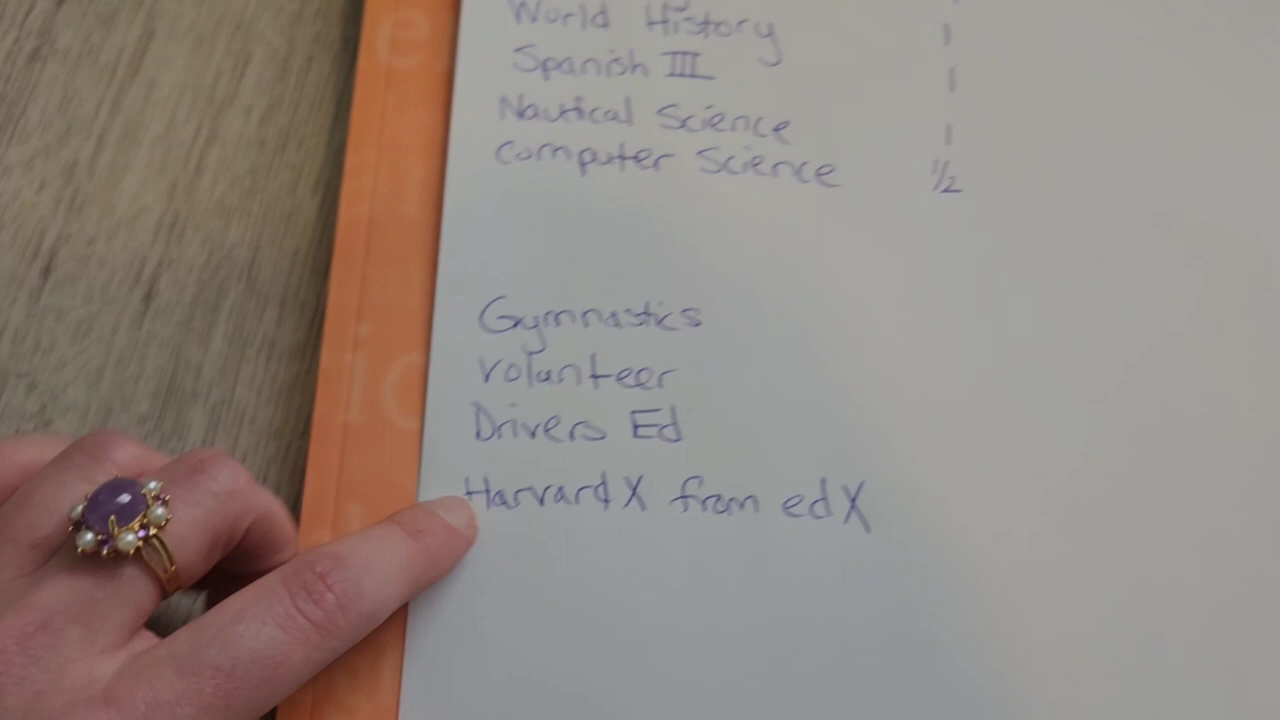 World History 1
Spanish III 1
Nautical Science 1
Computer Science 1/2
Gymnastics
Volunteer
Drivers Ed
HarvardX from edX